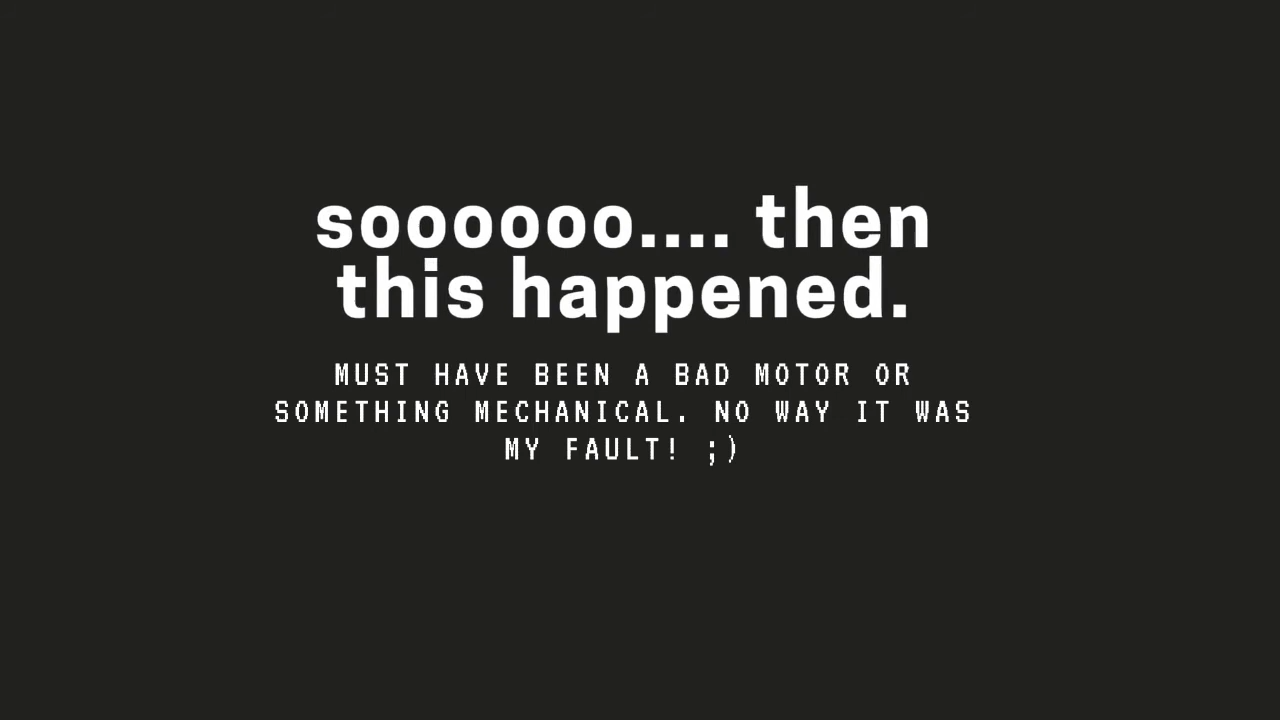 soooooo.... then
this happened.
MUST HAVE BEEN A BAD MOTOR OR
SOMETHING MECHANICAL. NO WAY IT WAS
MY FAULT! ;)